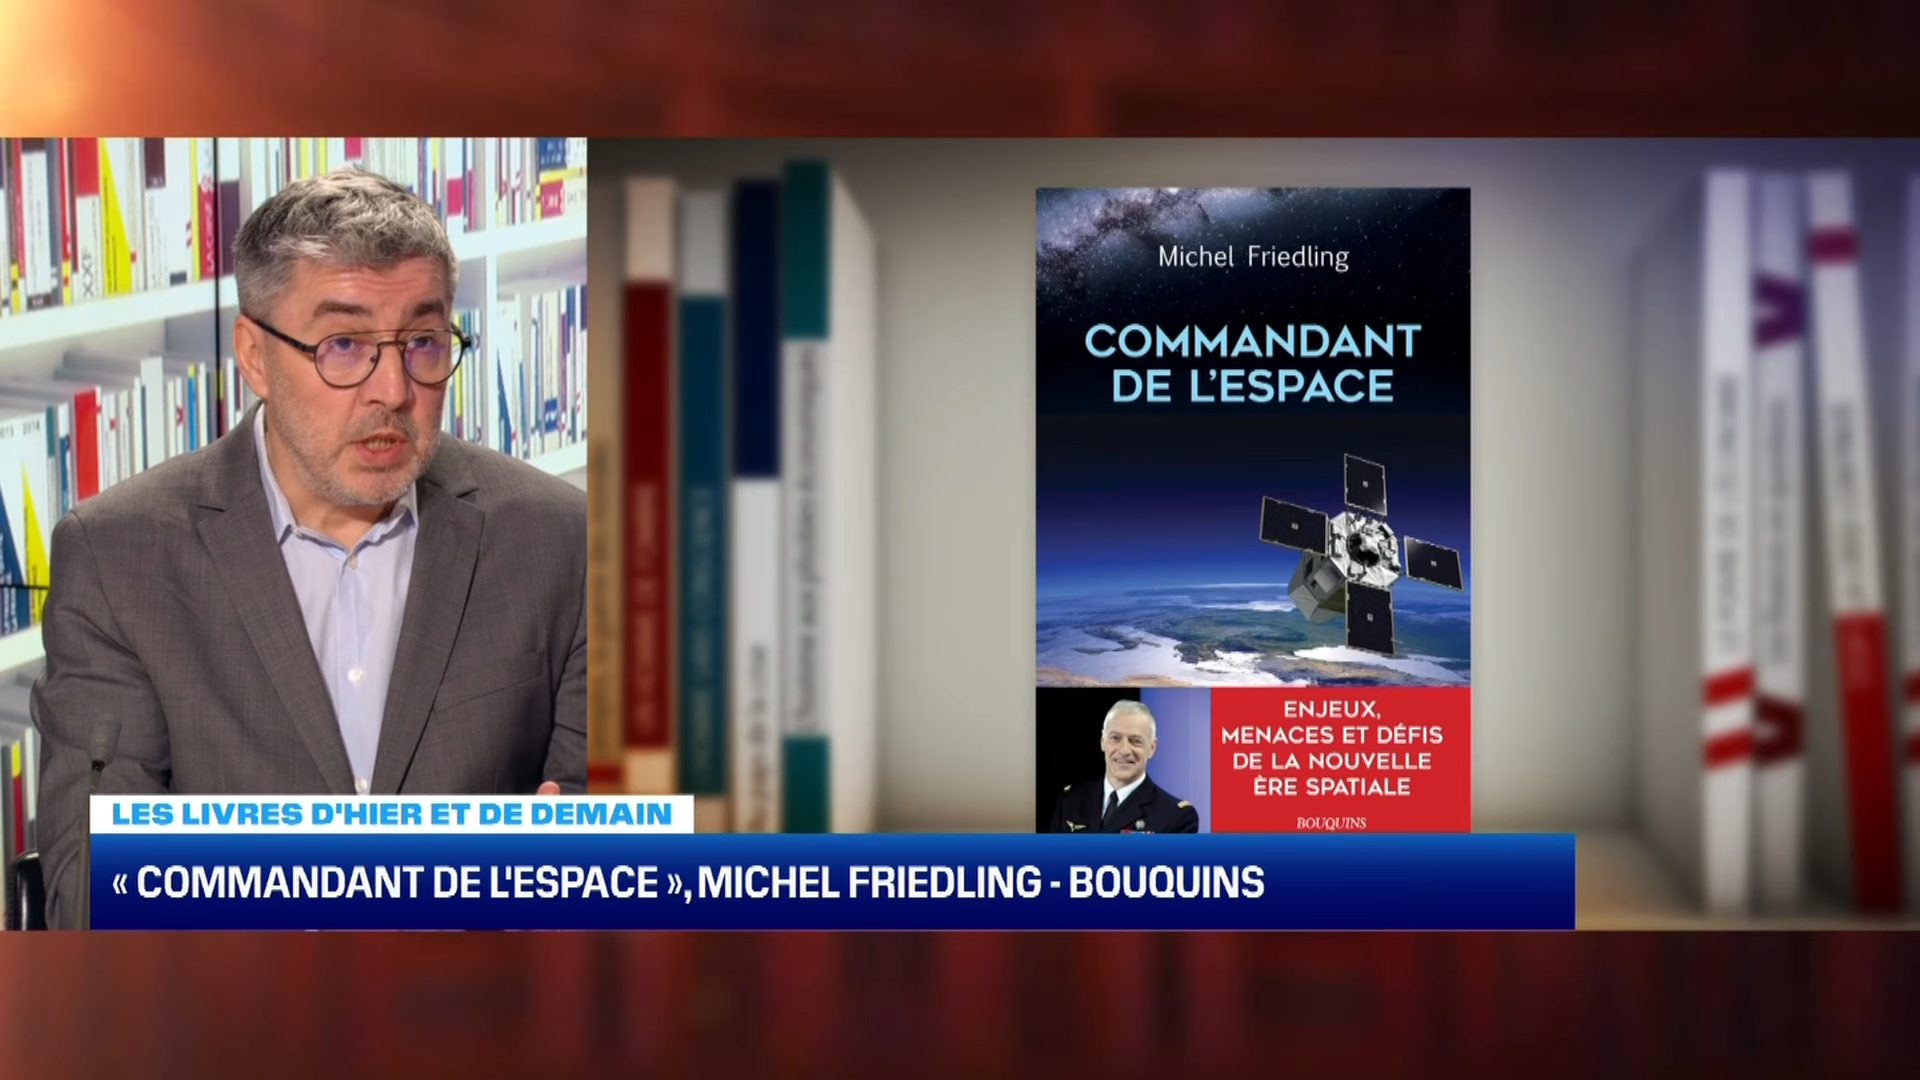 Michel Friedling
COMMANDANT
DE L'ESPACE
ENJEUX,
MENACES ET DÉFIS
DE LA NOUVELLE
ÈRE SPATIALE
BOUQUINS
LES LIVRES D'HIER ET DE DEMAIN
« COMMANDANT DE L'ESPACE », MICHEL FRIEDLING - BOUQUINS